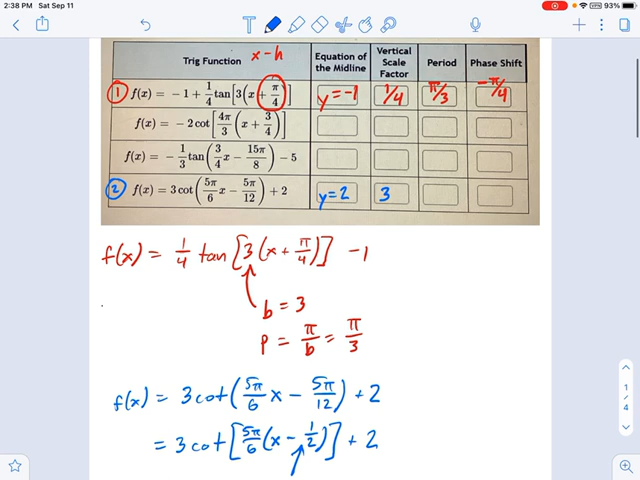 2:38 PM Sat Sep 11
93%
x − h
Trig Function
Equation of the Midline
Vertical Scale Factor
Period
Phase Shift
① f(x) = −1 + 1/4 tan[3(x + π/4)] y = −1 1/4 π/3 −π/4
f(x) = −2 cot[4π/3 (x + 3/4)]
f(x) = −1/3 tan(3/4 x − 15π/8) − 5
② f(x) = 3 cot(5π/6 x − 5π/12) + 2 y = 2 3
f(x) = 1/4 tan[3(x + π/4)] − 1
b = 3
P = π/b = π/3
f(x) = 3 cot(5π/6 x − 5π/12) + 2
= 3 cot[5π/6 (x − 1/2)] + 2
1/4